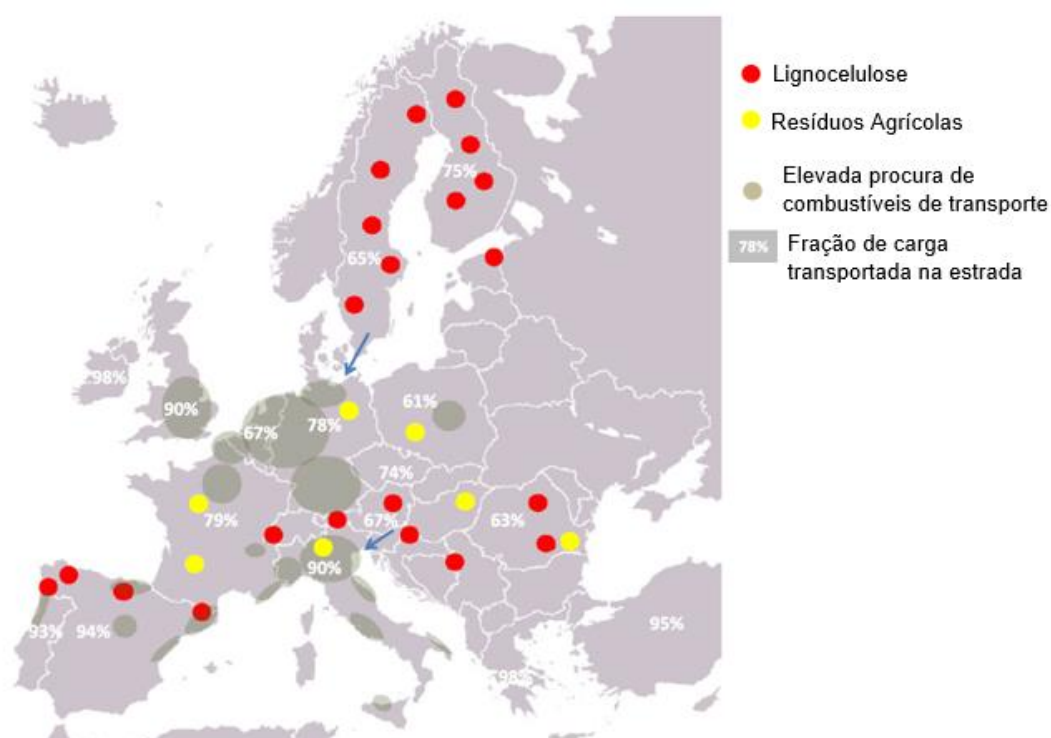 Lignocelulose
Resíduos Agrícolas
Elevada procura de
combustíveis de transporte
78% Fração de carga
transportada na estrada
75%
65%
98%
90%
67%
78%
61%
74%
79%
67%
63%
90%
93%
94%
95%
98%